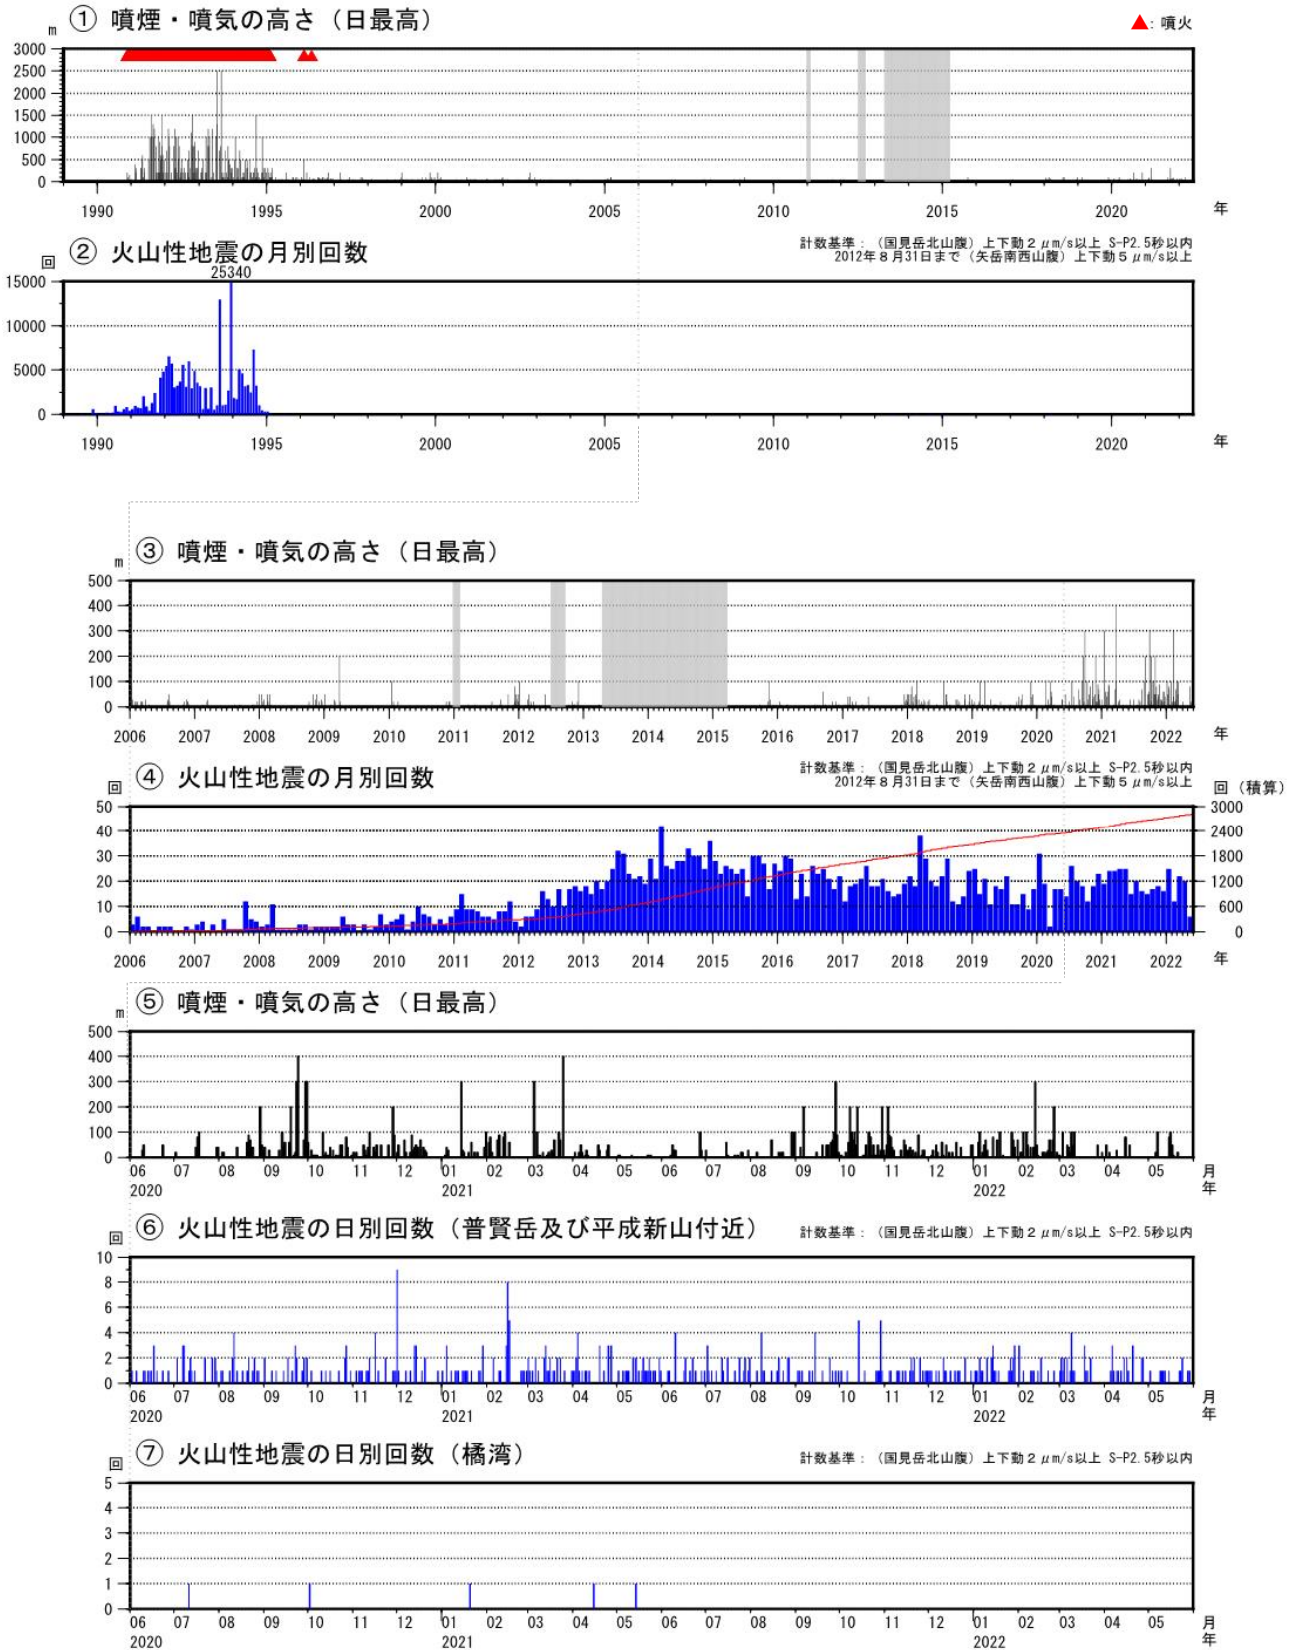 ① 噴煙・噴気の高さ（日最高）
▲: 噴火
m
3000
2500
2000
1500
1000
500
0
1990 1995 2000 2005 2010 2015 2020 年
② 火山性地震の月別回数
計数基準：（国見岳北山腹）上下動２μm/s以上 S-P2.5秒以内
2012年８月31日まで（矢岳南西山腹）上下動５μm/s以上
回
25340
15000
10000
5000
0
1990 1995 2000 2005 2010 2015 2020 年
③ 噴煙・噴気の高さ（日最高）
m
500
400
300
200
100
0
2006 2007 2008 2009 2010 2011 2012 2013 2014 2015 2016 2017 2018 2019 2020 2021 2022 年
④ 火山性地震の月別回数
計数基準：（国見岳北山腹）上下動２μm/s以上 S-P2.5秒以内
2012年８月31日まで（矢岳南西山腹）上下動５μm/s以上
回 回（積算）
50 3000
40 2400
30 1800
20 1200
10 600
0 0
2006 2007 2008 2009 2010 2011 2012 2013 2014 2015 2016 2017 2018 2019 2020 2021 2022 年
⑤ 噴煙・噴気の高さ（日最高）
m
500
400
300
200
100
0
06 07 08 09 10 11 12 01 02 03 04 05 06 07 08 09 10 11 12 01 02 03 04 05 月
2020 2021 2022 年
⑥ 火山性地震の日別回数（普賢岳及び平成新山付近）
計数基準：（国見岳北山腹）上下動２μm/s以上 S-P2.5秒以内
回
10
8
6
4
2
0
06 07 08 09 10 11 12 01 02 03 04 05 06 07 08 09 10 11 12 01 02 03 04 05 月
2020 2021 2022 年
⑦ 火山性地震の日別回数（橘湾）
計数基準：（国見岳北山腹）上下動２μm/s以上 S-P2.5秒以内
回
5
4
3
2
1
0
06 07 08 09 10 11 12 01 02 03 04 05 06 07 08 09 10 11 12 01 02 03 04 05 月
2020 2021 2022 年